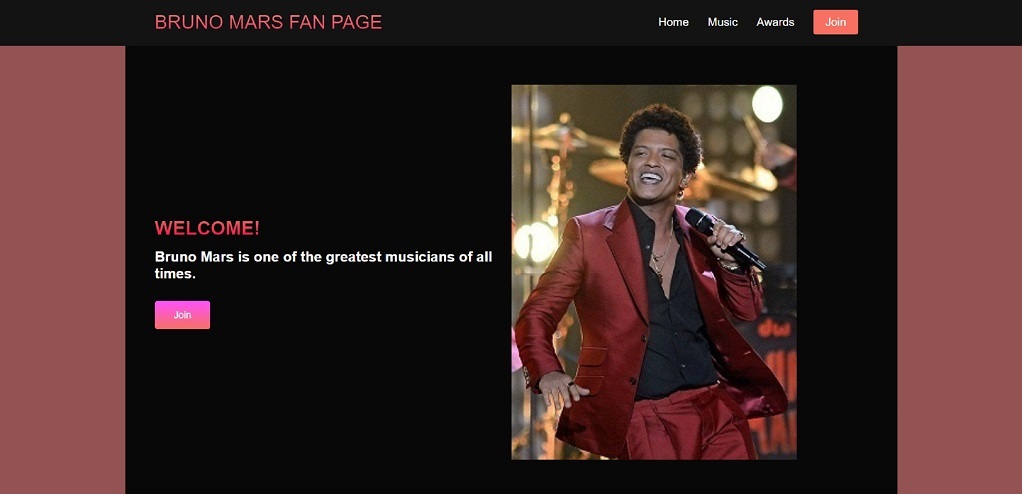 BRUNO MARS FAN PAGE
Home Music Awards Join
WELCOME!
Bruno Mars is one of the greatest musicians of all
times.
Join
dw